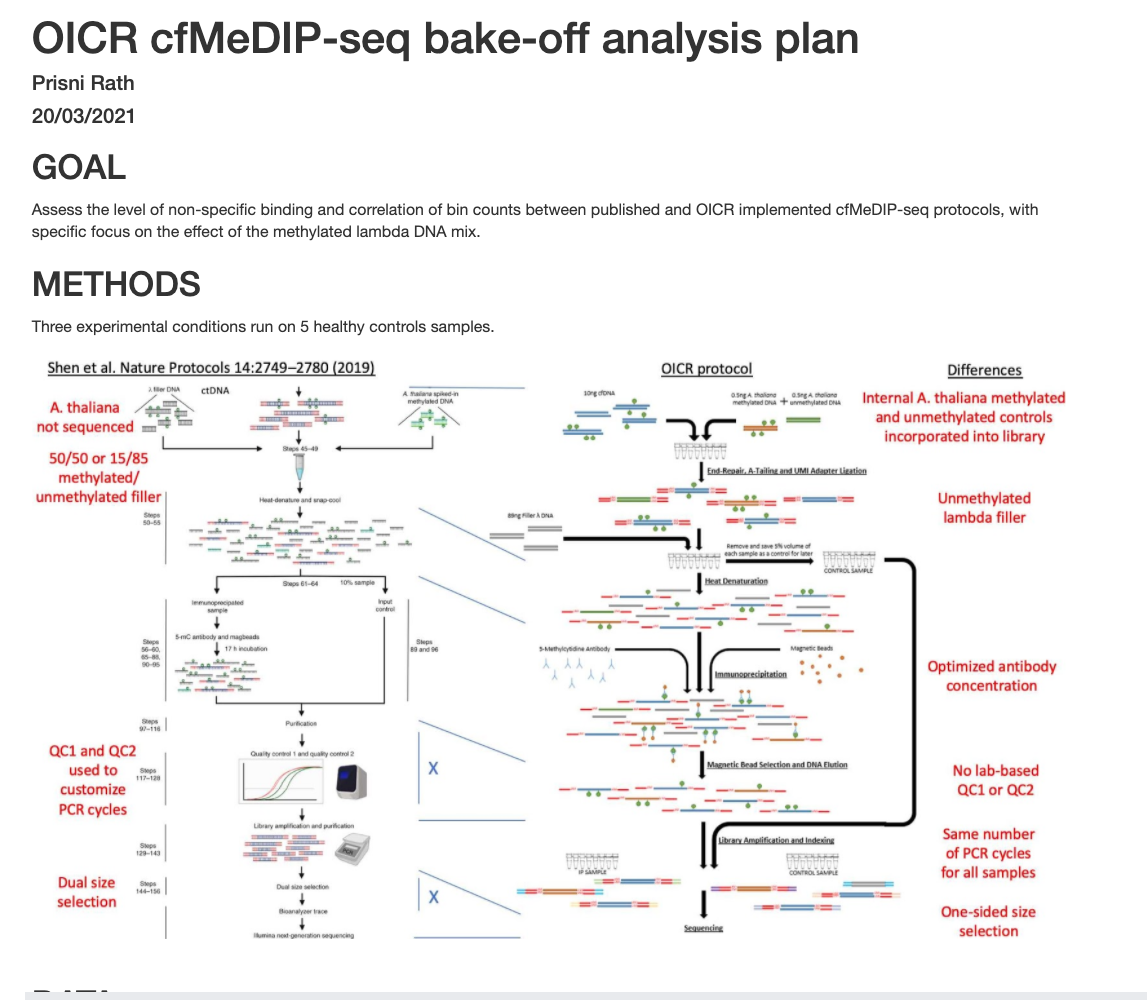 OICR cfMeDIP-seq bake-off analysis plan
Prisni Rath
20/03/2021
GOAL
Assess the level of non-specific binding and correlation of bin counts between published and OICR implemented cfMeDIP-seq protocols, with
specific focus on the effect of the methylated lambda DNA mix.
METHODS
Three experimental conditions run on 5 healthy controls samples.
Shen et al. Nature Protocols 14:2749–2780 (2019)
λ filler DNA
ctDNA
A. thaliana spiked-in
methylated DNA
A. thaliana
not sequenced
Steps 45–49
50/50 or 15/85
methylated/
unmethylated filler
Heat-denature and snap-cool
Steps
50–55
Steps 61–64
10% sample
Immunoprecipitated
sample
Input
control
5-mC antibody and magbeads
17 h incubation
Steps
56–60,
65–88,
90–95
Steps
89 and 96
Steps
97–116
Purification
QC1 and QC2
used to
customize
PCR cycles
Steps
117–128
Quality control 1 and quality control 2
X
Library amplification and purification
Steps
129–143
Dual size
selection
Steps
144–156
Dual size selection
X
Bioanalyzer trace
Illumina next-generation sequencing
OICR protocol
10ng cfDNA
0.5ng A. thaliana
methylated DNA
+
0.5ng A. thaliana
unmethylated DNA
End-Repair, A-Tailing and UMI Adapter Ligation
filler λ DNA
Remove and save 5% volume of
each sample as a control for later
CONTROL SAMPLE
Heat Denaturation
5-Methylcytidine Antibody
Magnetic Beads
Immunoprecipitation
Magnetic Bead Selection and DNA Elution
Library Amplification and Indexing
IP SAMPLE
CONTROL SAMPLE
Sequencing
Differences
Internal A. thaliana methylated
and unmethylated controls
incorporated into library
Unmethylated
lambda filler
Optimized antibody
concentration
No lab-based
QC1 or QC2
Same number
of PCR cycles
for all samples
One-sided size
selection